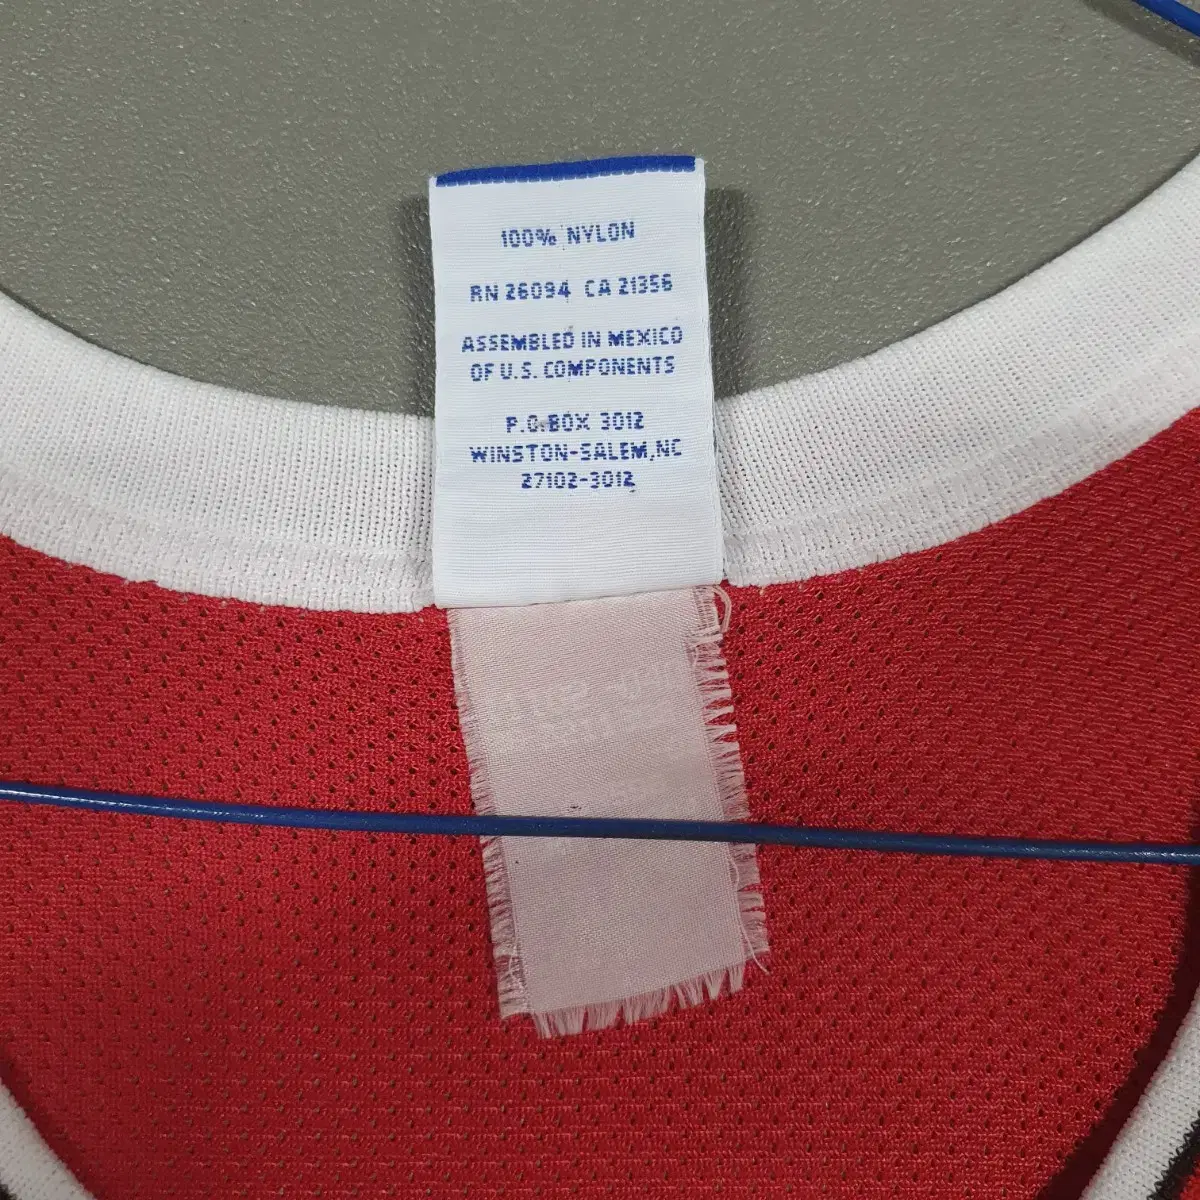 100% NYLON
RN 26094 CA 21356
ASSEMBLED IN MEXICO
OF U.S. COMPONENTS
P.O.BOX 3012
WINSTON-SALEM,NC
27102-3012